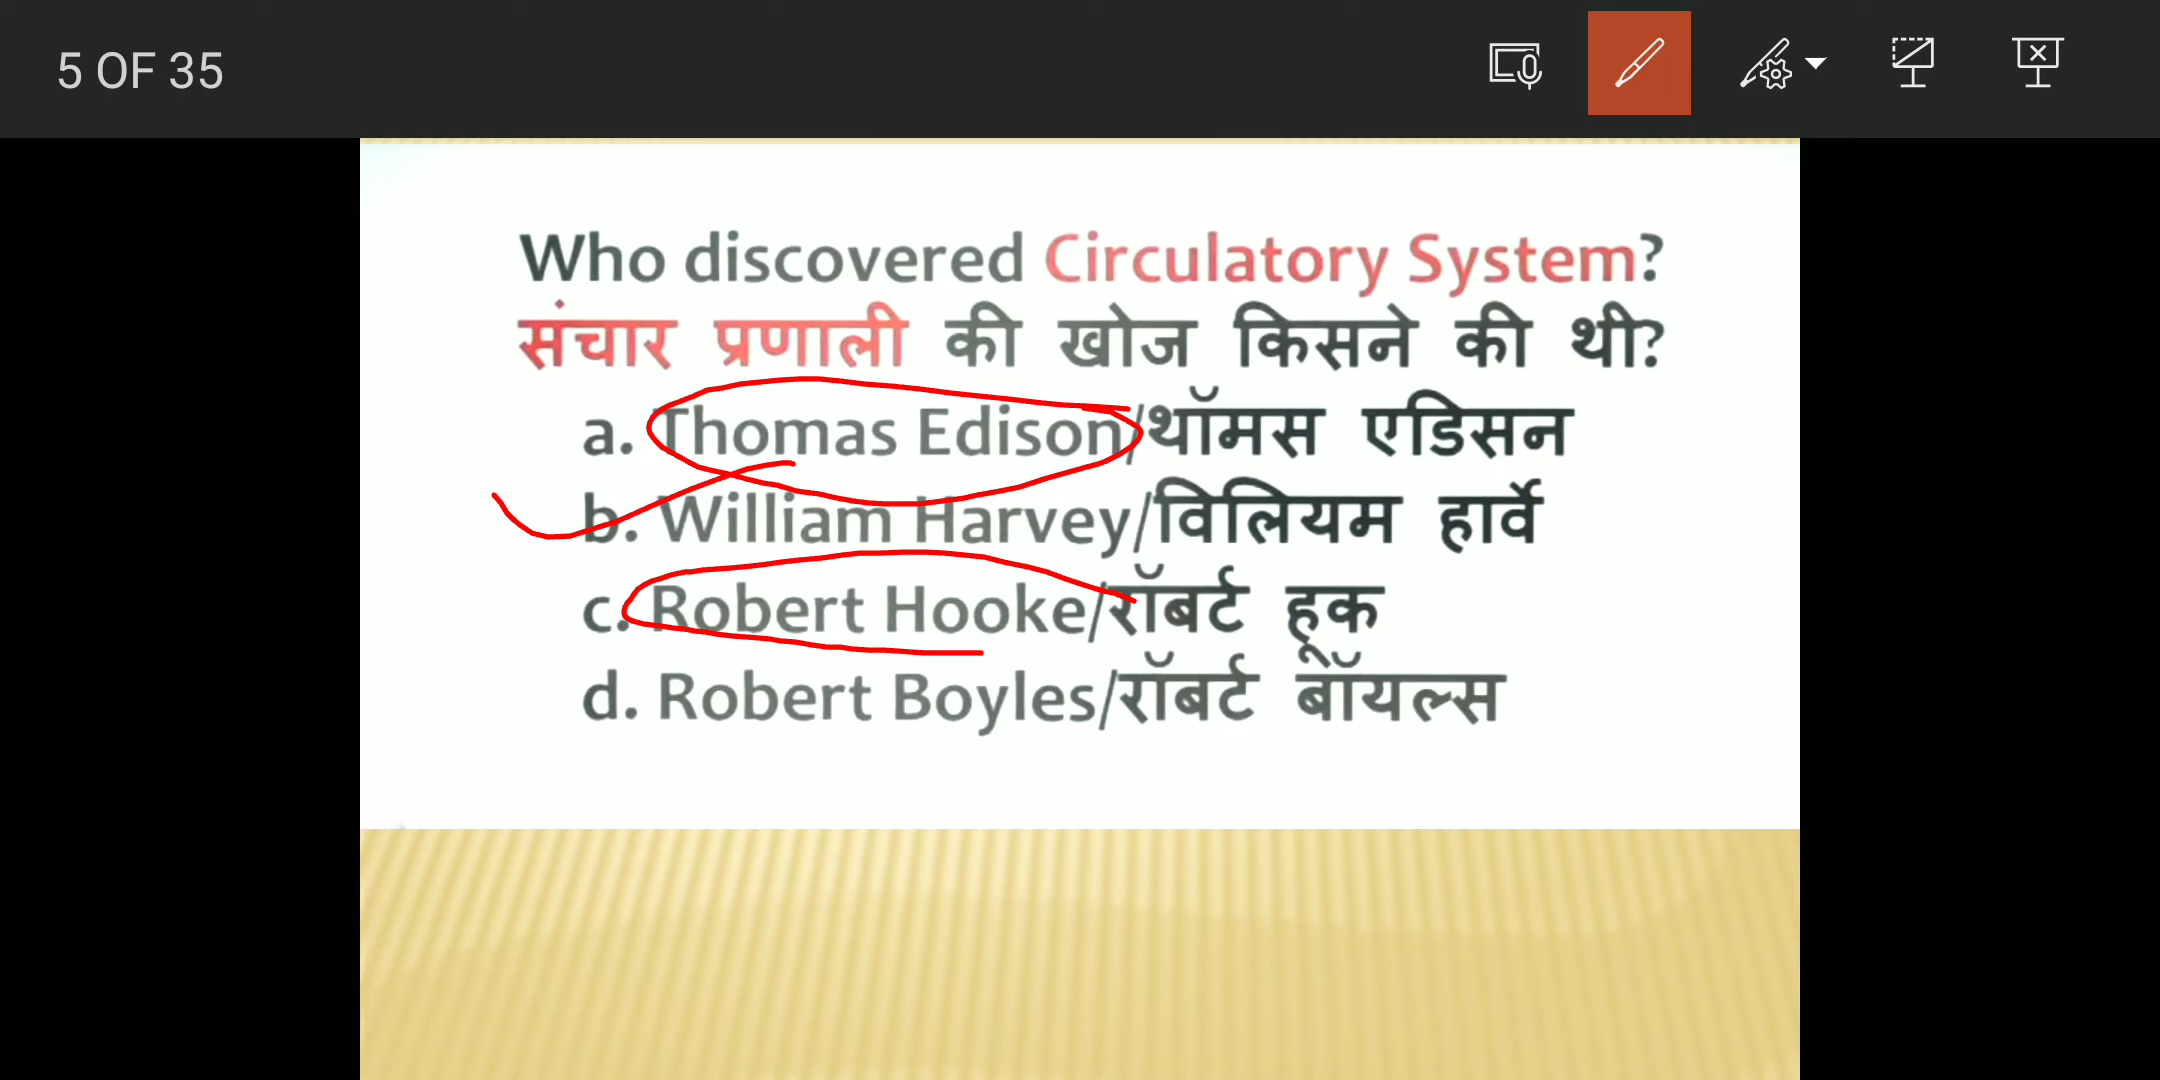 5 OF 35
Who discovered Circulatory System?
संचार प्रणाली की खोज किसने की थी?
a. Thomas Edison/थॉमस एडिसन
b. William Harvey/विलियम हार्वे
c. Robert Hooke/रॉबर्ट हूक
d. Robert Boyles/रॉबर्ट बॉयल्स